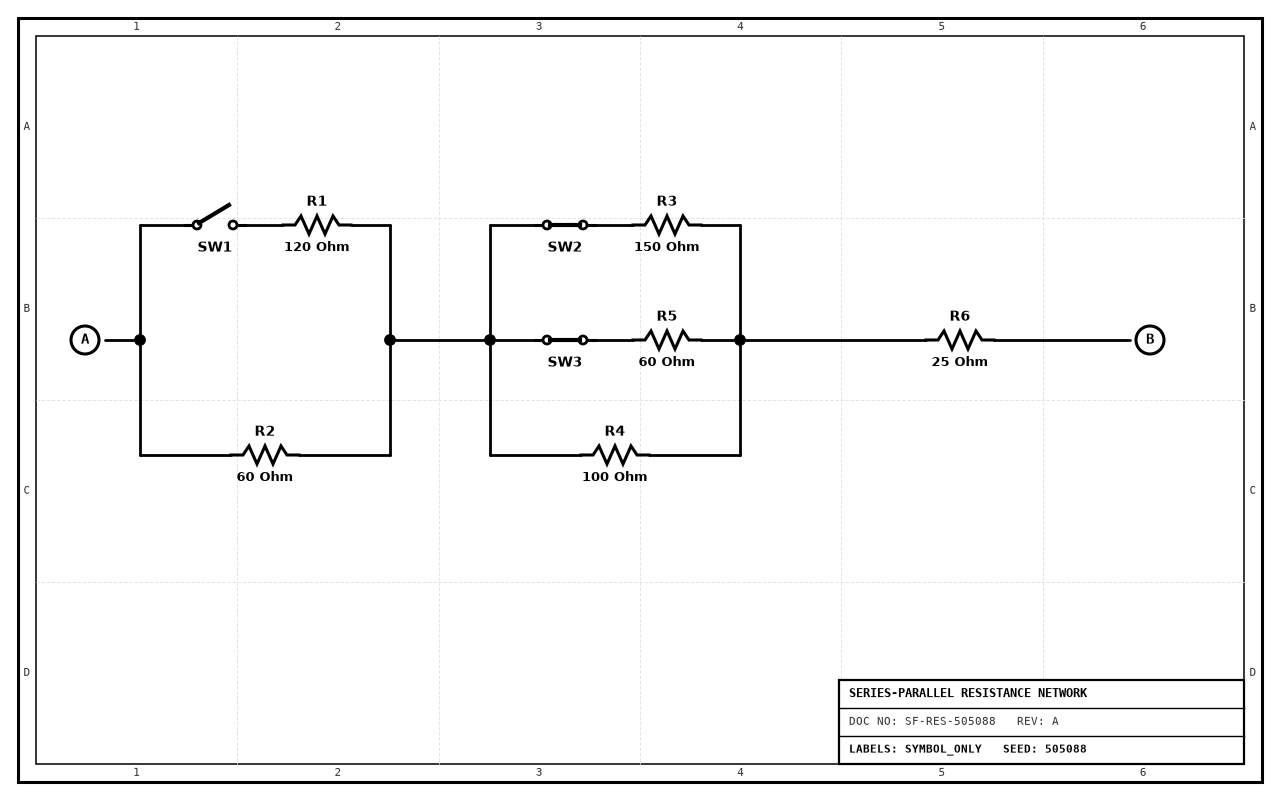 1 2 3 4 5 6
A A
R1 R3
SW1 120 Ohm SW2 150 Ohm
B B
R5 R6
A B
SW3 60 Ohm 25 Ohm
R2 R4
60 Ohm 100 Ohm
C C
D D
SERIES-PARALLEL RESISTANCE NETWORK
DOC NO: SF-RES-505088 REV: A
LABELS: SYMBOL_ONLY SEED: 505088
1 2 3 4 5 6